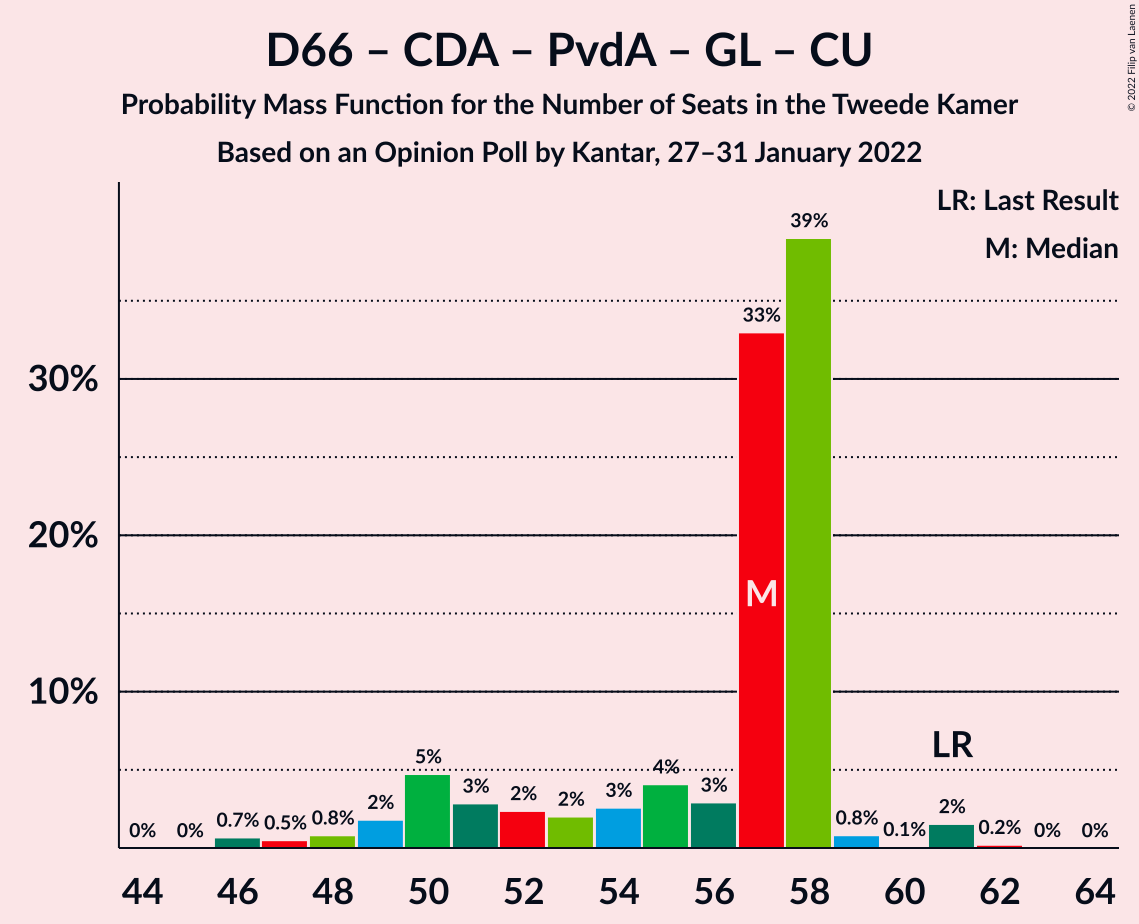 D66 – CDA – PvdA – GL – CU
Probability Mass Function for the Number of Seats in the Tweede Kamer
Based on an Opinion Poll by Kantar, 27–31 January 2022
© 2022 Filip van Laenen
LR: Last Result
M: Median
39%
33%
30%
20%
M
10%
LR
5%
4%
3%
3%
3%
2%
2%
2%
2%
0.8%
0.8%
0.7%
0.5%
0.2%
0.1%
0%
0%
0%
0%
44 46 48 50 52 54 56 58 60 62 64